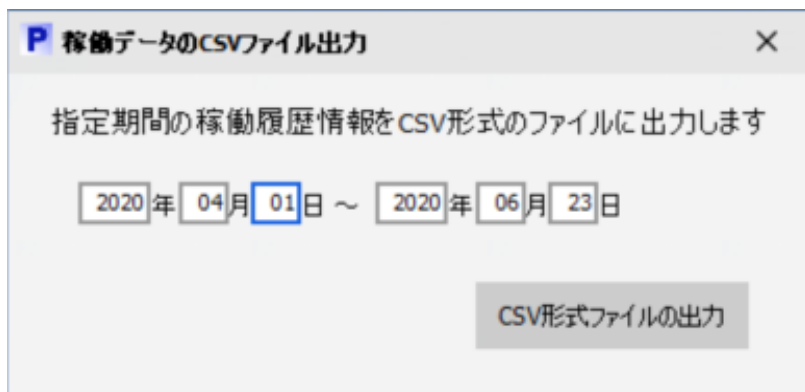 P 稼働データのCSVファイル出力
指定期間の稼働履歴情報をCSV形式のファイルに出力します
2020年04月01日 ～ 2020年06月23日
CSV形式ファイルの出力